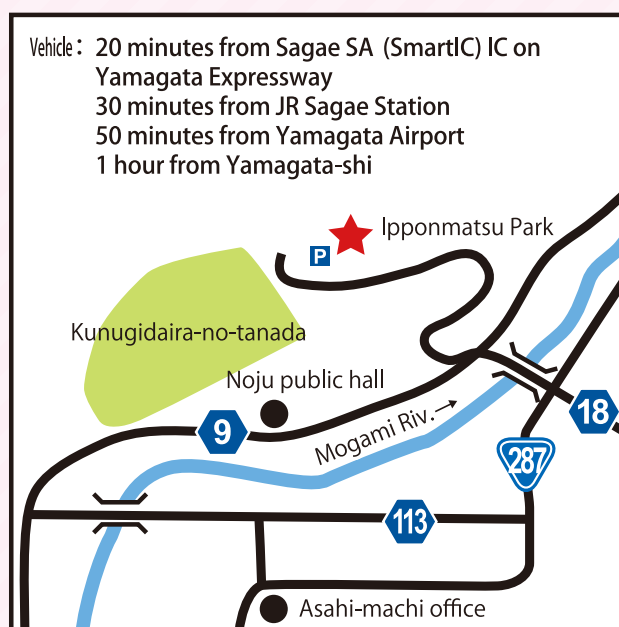 Vehicle: 20 minutes from Sagae SA (SmartIC) IC on
Yamagata Expressway
30 minutes from JR Sagae Station
50 minutes from Yamagata Airport
1 hour from Yamagata-shi
Ipponmatsu Park
P
Kunugidaira-no-tanada
Noju public hall
9
Mogami Riv.→
18
287
113
Asahi-machi office